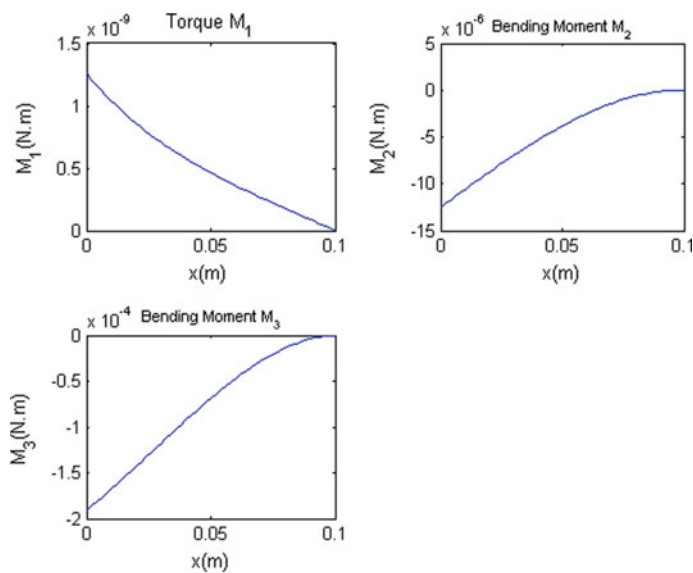 x 10⁻⁹
Torque M₁
1.5
1
0.5
0
M₁(N.m)
0
0.05
0.1
x(m)
x 10⁻⁶
Bending Moment M₂
5
0
-5
-10
-15
M₂(N.m)
0
0.05
0.1
x(m)
x 10⁻⁴
Bending Moment M₃
0
-0.5
-1
-1.5
-2
M₃(N.m)
0
0.05
0.1
x(m)